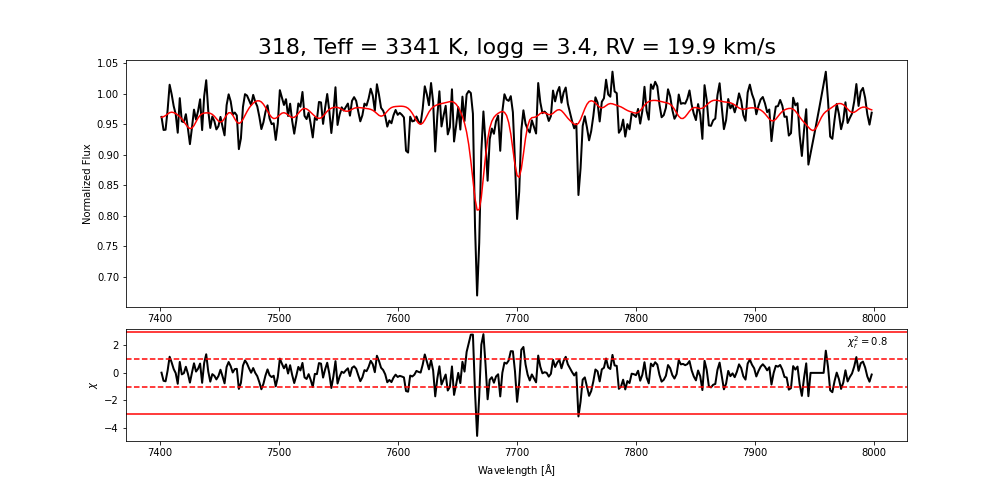 318, Teff = 3341 K, logg = 3.4, RV = 19.9 km/s
1.05
1.00
0.95
0.90
0.85
0.80
0.75
0.70
Normalized Flux
7400 7500 7600 7700 7800 7900 8000
χ²ᵣ = 0.8
2
0
−2
−4
χ
7400 7500 7600 7700 7800 7900 8000
Wavelength [Å]